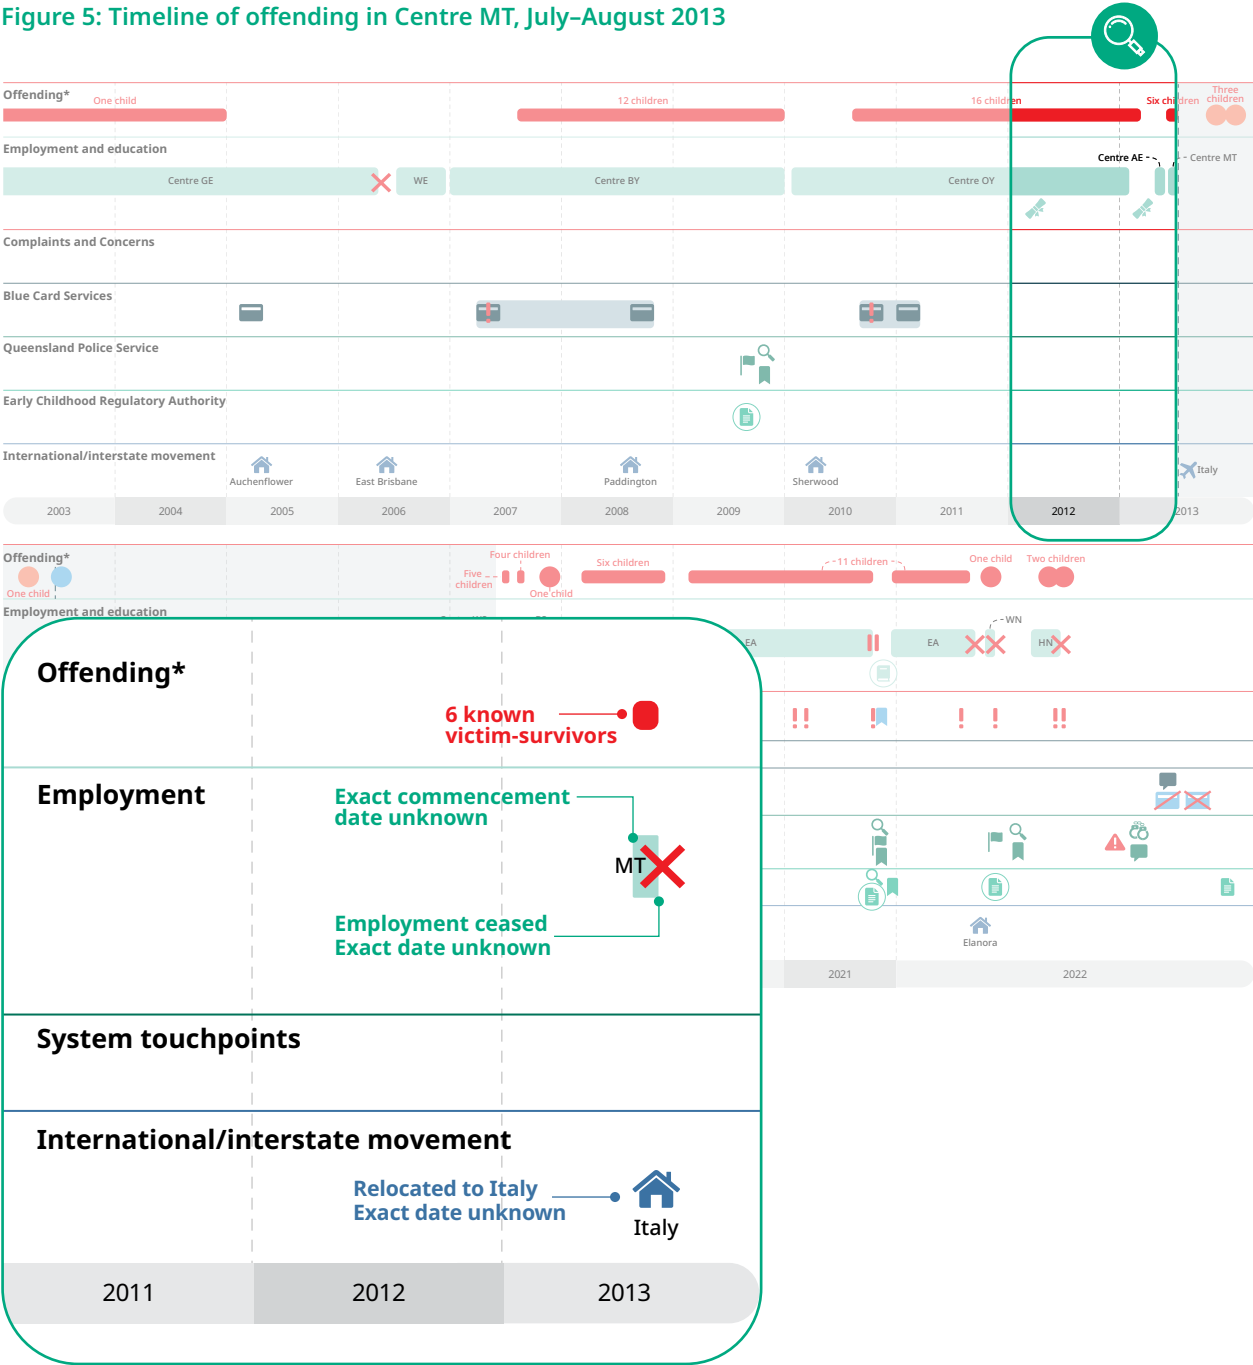 Figure 5: Timeline of offending in Centre MT, July–August 2013
Offending*
One child
12 children
16 children
Six children
Three
children
Employment and education
Centre AE
Centre MT
Centre GE
WE
Centre BY
Centre OY
Complaints and Concerns
Blue Card Services
Queensland Police Service
Early Childhood Regulatory Authority
International/interstate movement
Auchenflower
East Brisbane
Paddington
Sherwood
Italy
2003
2004
2005
2006
2007
2008
2009
2010
2011
2012
2013
Offending*
One child
Five
children
Four children
One child
Six children
11 children
One child
Two children
Employment and education
EA
EA
WN
HN
Elanora
2021
2022
Offending*
6 known
victim-survivors
Employment
Exact commencement
date unknown
MT
Employment ceased
Exact date unknown
System touchpoints
International/interstate movement
Relocated to Italy
Exact date unknown
Italy
2011
2012
2013